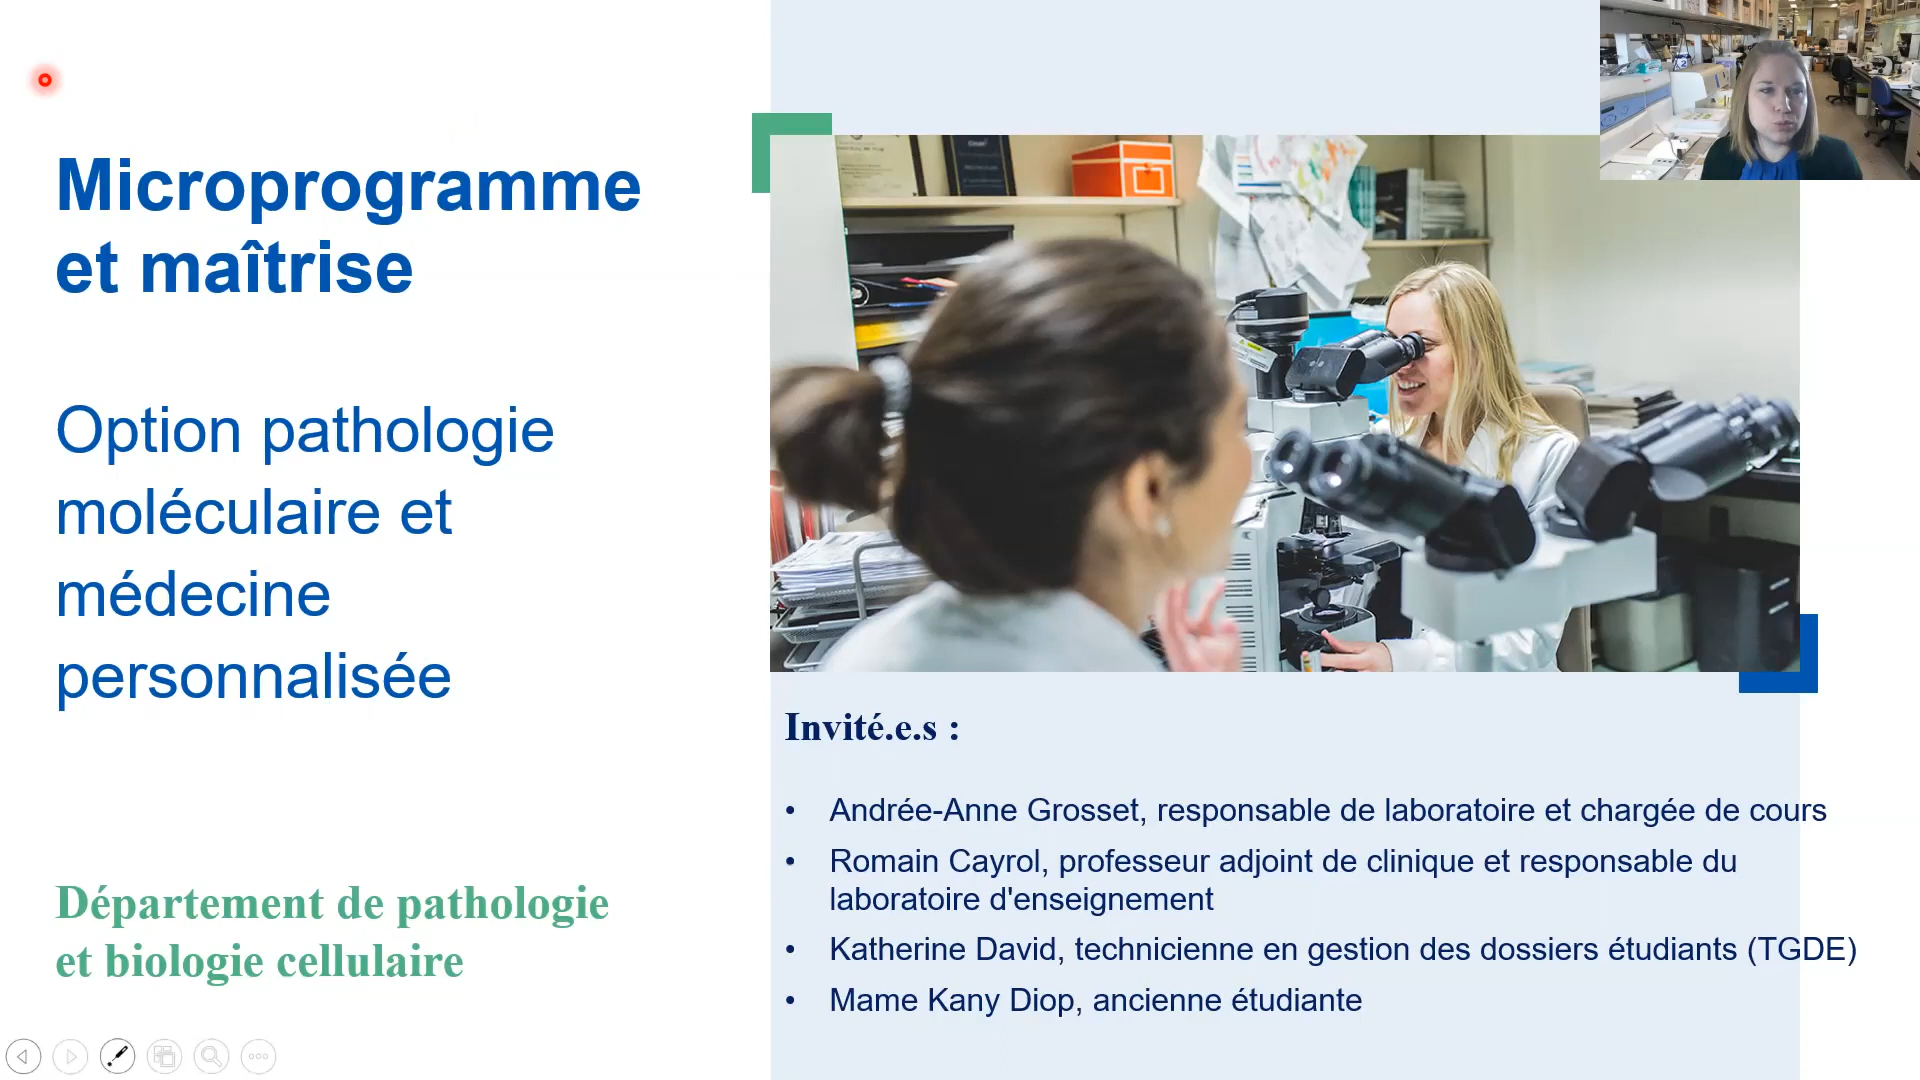 Microprogramme
et maîtrise
Option pathologie
moléculaire et
médecine
personnalisée
Département de pathologie
et biologie cellulaire
Invité.e.s :
• Andrée-Anne Grosset, responsable de laboratoire et chargée de cours
• Romain Cayrol, professeur adjoint de clinique et responsable du
laboratoire d'enseignement
• Katherine David, technicienne en gestion des dossiers étudiants (TGDE)
• Mame Kany Diop, ancienne étudiante